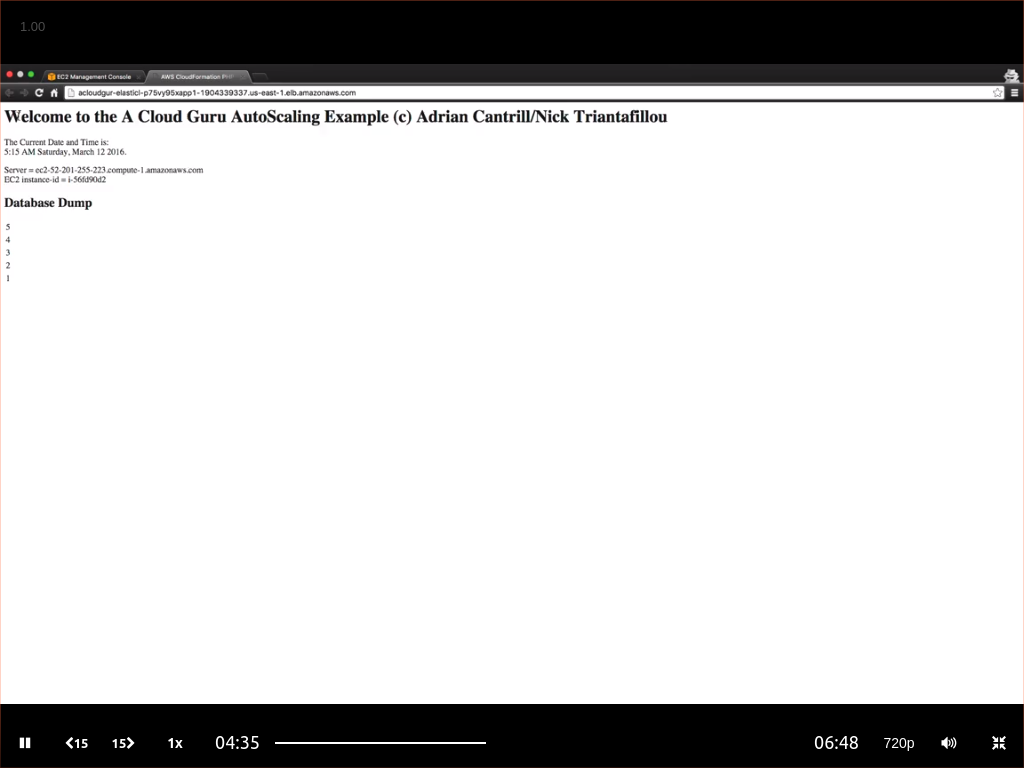 1.00
EC2 Management Console
AWS CloudFormation PHP
acloudgur-elasticl-p75vy95xapp1-1904339337.us-east-1.elb.amazonaws.com
Welcome to the A Cloud Guru AutoScaling Example (c) Adrian Cantrill/Nick Triantafillou
The Current Date and Time is:
5:15 AM Saturday, March 12 2016.
Server = ec2-52-201-255-223.compute-1.amazonaws.com
EC2 instance-id = i-56fd90d2
Database Dump
5
4
3
2
1
15
15
1x
04:35
06:48
720p